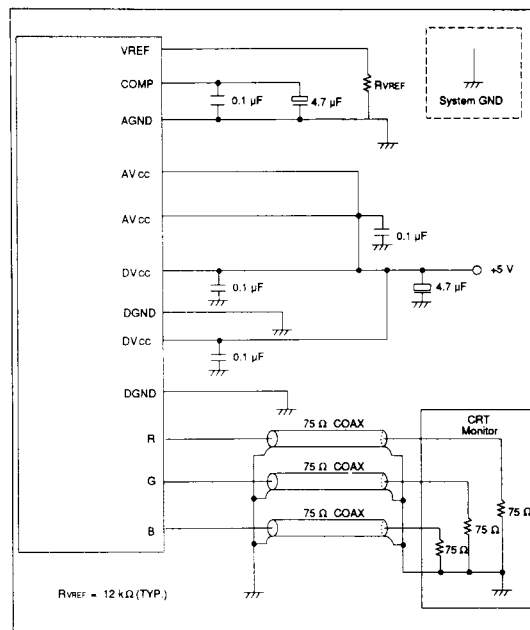 VREF
COMP
AGND
AVcc
AVcc
DVcc
DGND
DVcc
DGND
R
G
B
0.1 µF
4.7 µF
RVREF
System GND
0.1 µF
0.1 µF
4.7 µF
+5 V
0.1 µF
75 Ω COAX
75 Ω COAX
75 Ω COAX
CRT
Monitor
75 Ω
75 Ω
75 Ω
RVREF = 12 kΩ (TYP.)